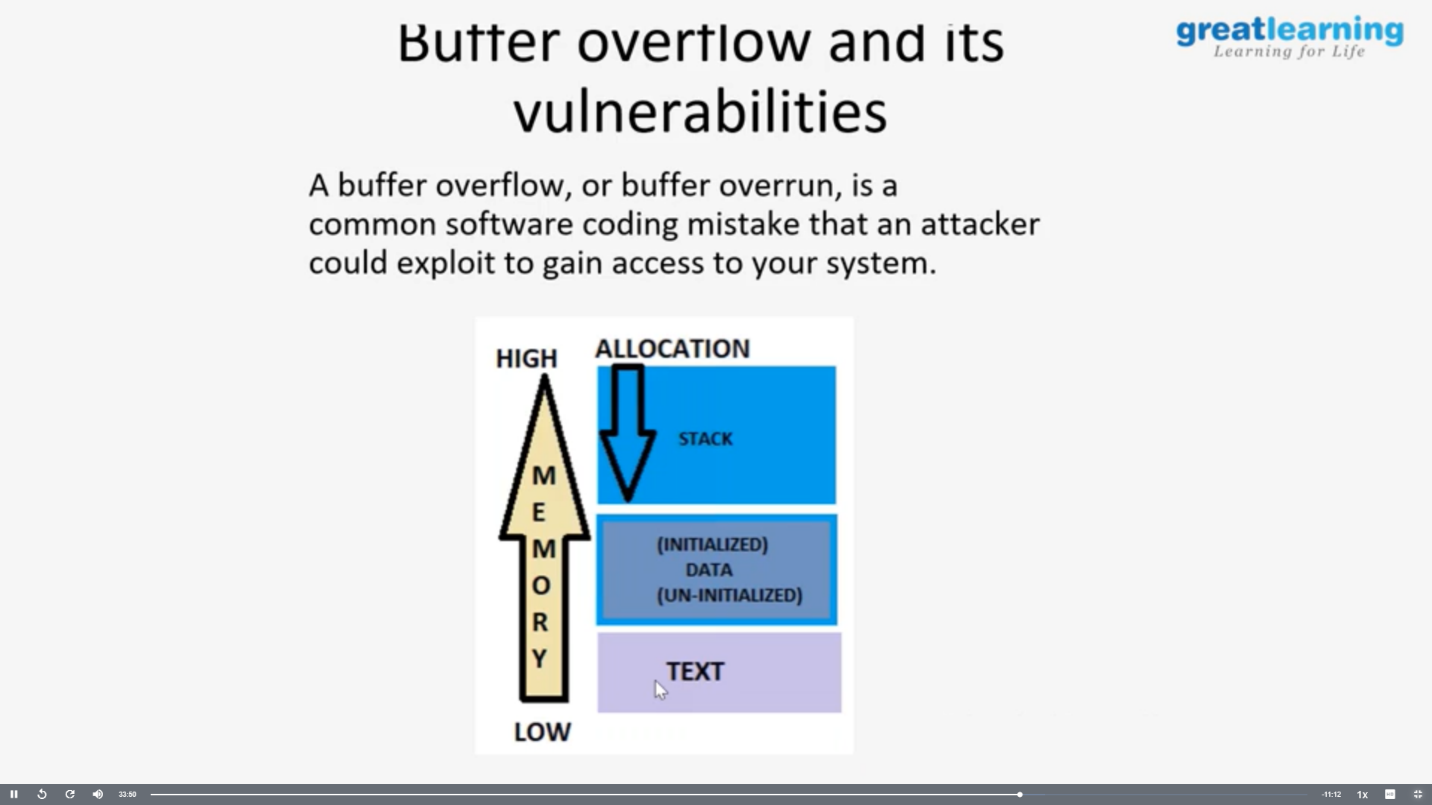 Buffer overflow and its
vulnerabilities
greatlearning
Learning for Life
A buffer overflow, or buffer overrun, is a
common software coding mistake that an attacker
could exploit to gain access to your system.
HIGH
ALLOCATION
STACK
M
E
M
O
R
Y
(INITIALIZED)
DATA
(UN-INITIALIZED)
TEXT
LOW
33:50
-11:12
1x